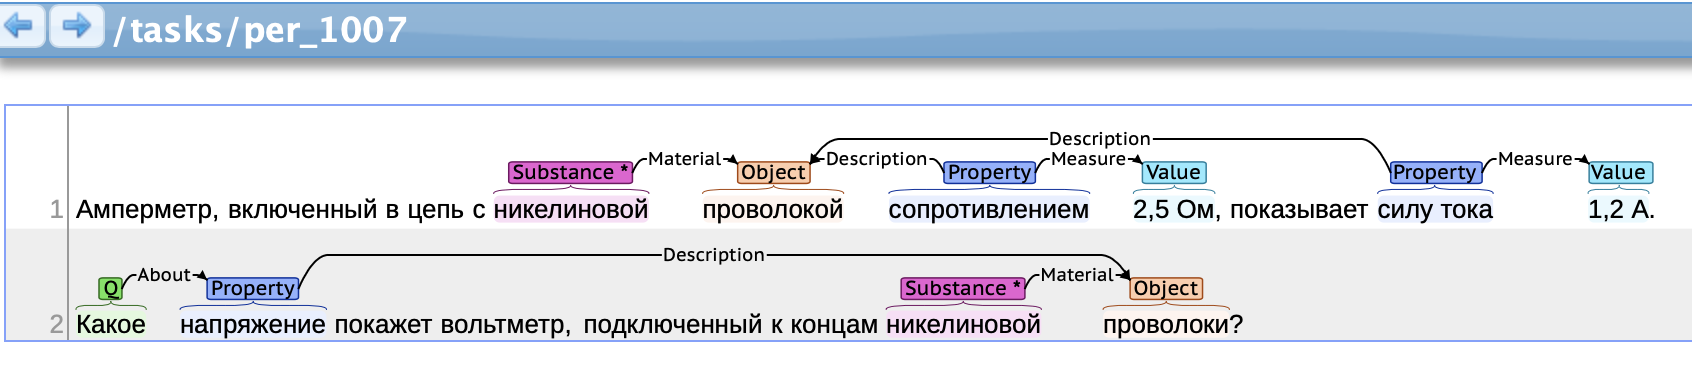 /tasks/per_1007
Description
Substance * Material Object Description Property Measure Value Property Measure Value
1 Амперметр, включенный в цепь с никелиновой проволокой сопротивлением 2,5 Ом, показывает силу тока 1,2 А.
Description
Q About Property Substance * Material Object
2 Какое напряжение покажет вольтметр, подключенный к концам никелиновой проволоки?